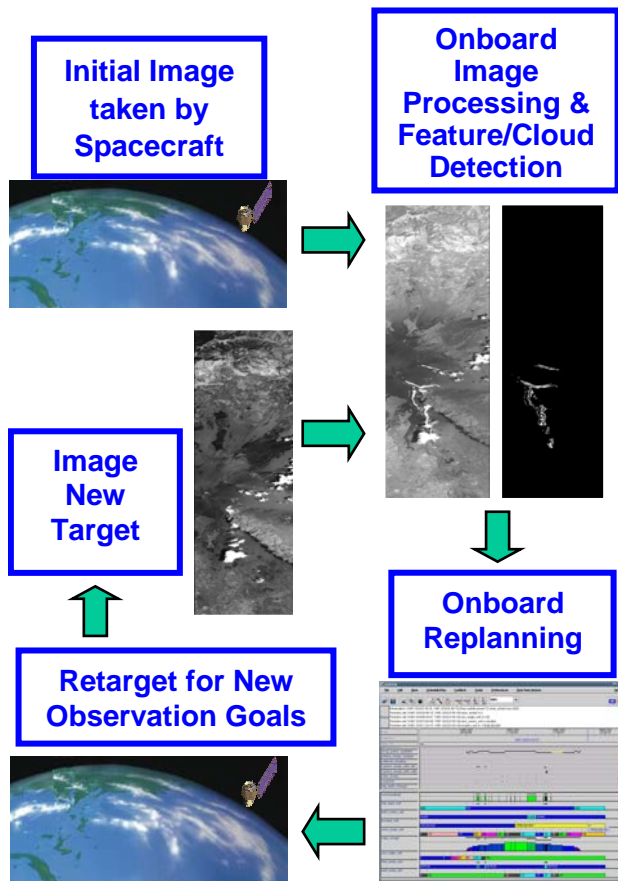 Initial Image
taken by
Spacecraft
Onboard
Image
Processing &
Feature/Cloud
Detection
Image
New
Target
Onboard
Replanning
Retarget for New
Observation Goals